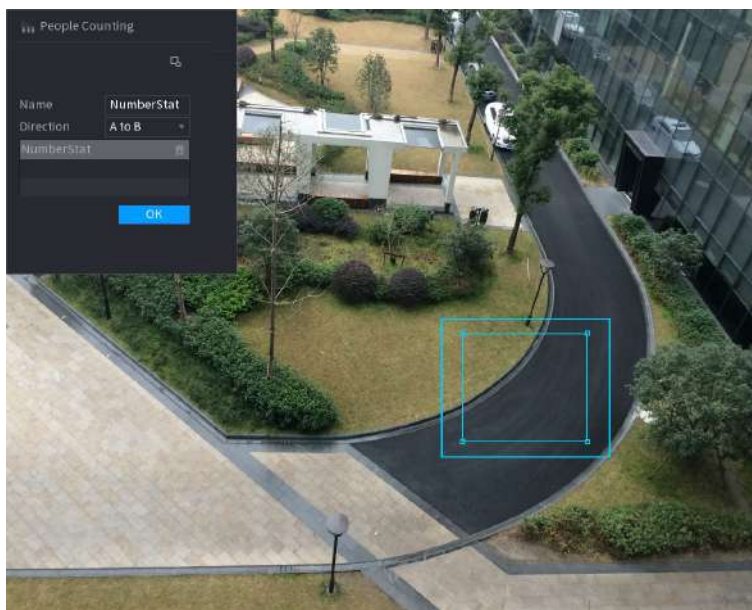 People Counting
Name NumberStat
Direction A to B
NumberStat
OK